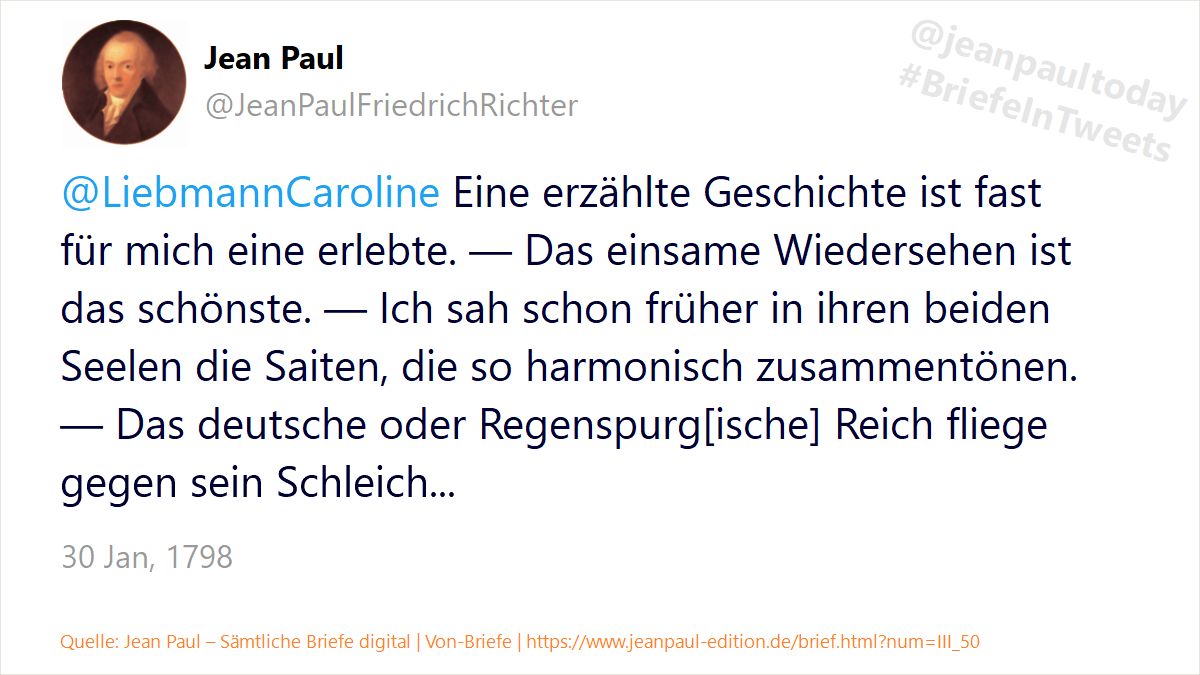 Jean Paul
@JeanPaulFriedrichRichter
@jeanpaultoday
#BriefeInTweets
@LiebmannCaroline Eine erzählte Geschichte ist fast
für mich eine erlebte. — Das einsame Wiedersehen ist
das schönste. — Ich sah schon früher in ihren beiden
Seelen die Saiten, die so harmonisch zusammentönen.
— Das deutsche oder Regenspurg[ische] Reich fliege
gegen sein Schleich...
30 Jan, 1798
Quelle: Jean Paul – Sämtliche Briefe digital | Von-Briefe | https://www.jeanpaul-edition.de/brief.html?num=III_50